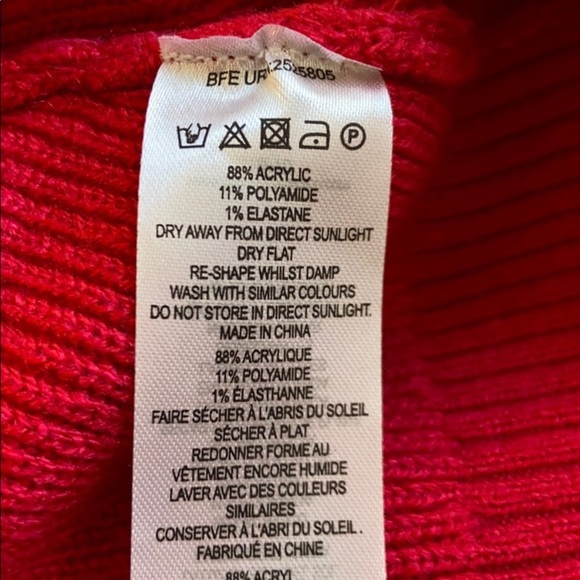 BFE UR
5805
P
88% ACRYLIC
11% POLYAMIDE
1% ELASTANE
DRY AWAY FROM DIRECT SUNLIGHT
DRY FLAT
RE-SHAPE WHILST DAMP
WASH WITH SIMILAR COLOURS
DO NOT STORE IN DIRECT SUNLIGHT.
MADE IN CHINA
88% ACRYLIQUE
11% POLYAMIDE
1% ÉLASTHANNE
FAIRE SÉCHER À L'ABRIS DU SOLEIL
SÉCHER À PLAT
REDONNER FORME AU
VÊTEMENT ENCORE HUMIDE
LAVER AVEC DES COULEURS
SIMILAIRES
CONSERVER À L'ABRI DU SOLEIL .
FABRIQUÉ EN CHINE
88% ACRYL